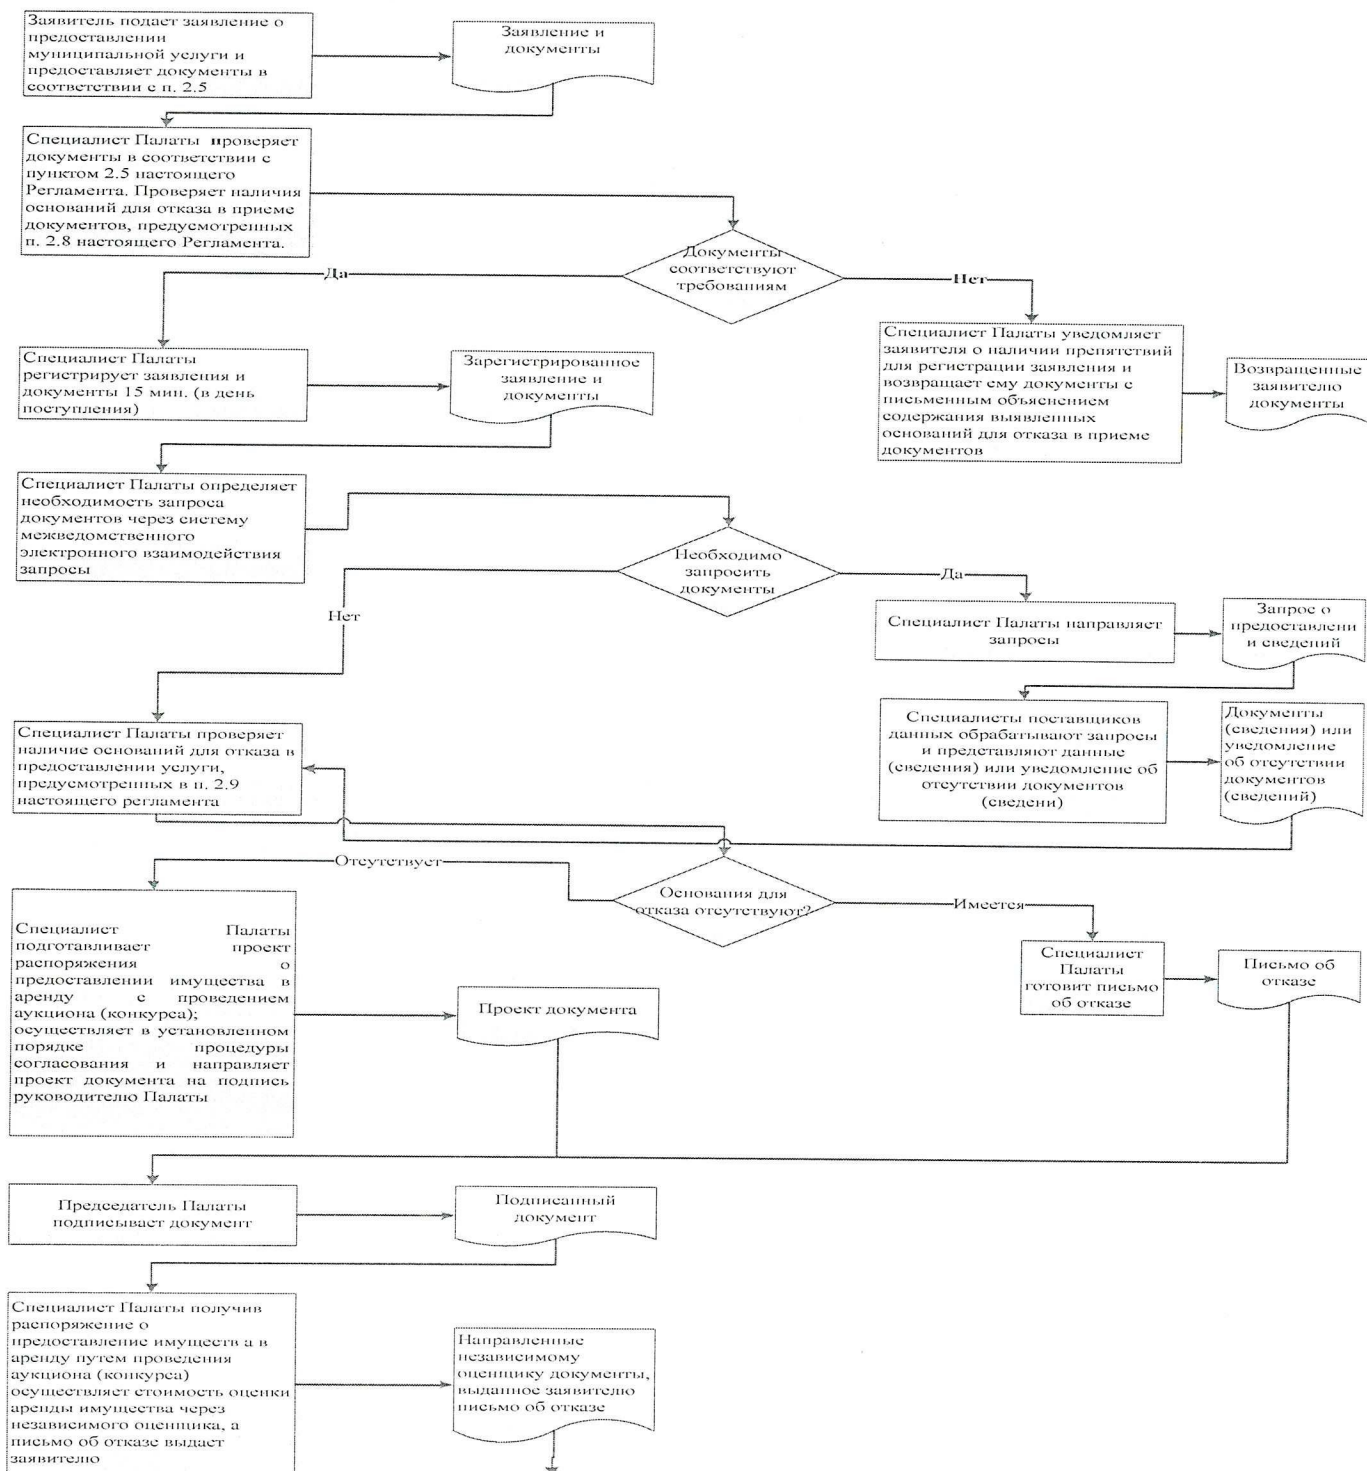 Заявитель подает заявление о
предоставлении
муниципальной услуги и
предоставляет документы в
соответствии с п. 2.5
Заявление и
документы
Специалист Палаты проверяет
документы в соответствии с
пунктом 2.5 настоящего
Регламента. Проверяет наличия
оснований для отказа в приеме
документов, предусмотренных
п. 2.8 настоящего Регламента.
Документы
соответствуют
требованиям
Да
Нет
Специалист Палаты
регистрирует заявления и
документы 15 мин. (в день
поступления)
Зарегистрированное
заявление и
документы
Специалист Палаты уведомляет
заявителя о наличии препятствий
для регистрации заявления и
возвращает ему документы с
письменным объяснением
содержания выявленных
оснований для отказа в приеме
документов
Возвращенные
заявителю
документы
Специалист Палаты определяет
необходимость запроса
документов через систему
межведомственного
электронного взаимодействия
запросы
Необходимо
запросить
документы
Нет
Да
Специалист Палаты направляет
запросы
Запрос о
предоставлени
и сведений
Специалисты поставщиков
данных обрабатывают запросы
и представляют данные
(сведения) или уведомление об
отсутствии документов
(сведени)
Документы
(сведения) или
уведомление
об отсутствии
документов
(сведений)
Специалист Палаты проверяет
наличие оснований для отказа в
предоставлении услуги,
предусмотренных в п. 2.9
настоящего регламента
Отсутствует
Основания для
отказа отсутствуют?
Имеется
Специалист Палаты
подготавливает проект
распоряжения о
предоставлении имущества в
аренду с проведением
аукциона (конкурса);
осуществляет в установленном
порядке процедуры
согласования и направляет
проект документа на подпись
руководителю Палаты
Проект документа
Специалист
Палаты
готовит письмо
об отказе
Письмо об
отказе
Председатель Палаты
подписывает документ
Подписанный
документ
Специалист Палаты получив
распоряжение о
предоставление имуществ а в
аренду путем проведения
аукциона (конкурса)
осуществляет стоимость оценки
аренды имущества через
независимого оценщика, а
письмо об отказе выдает
заявителю
Направленные
независимому
оценщику документы,
выданное заявителю
письмо об отказе